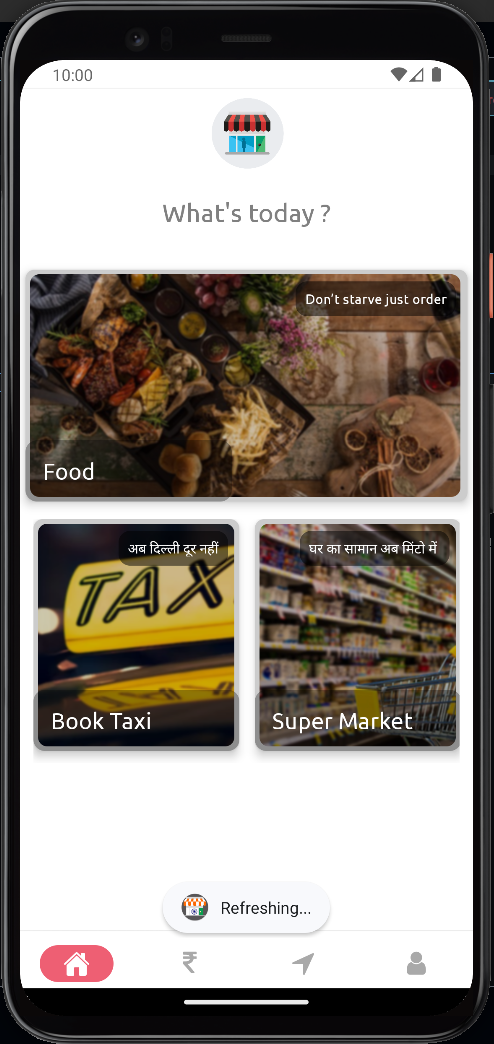 10:00
What's today ?
Don't starve just order
Food
अब दिल्ली दूर नहीं
TAX
Book Taxi
घर का सामान अब मिंटो में
Super Market
Refreshing...
₹